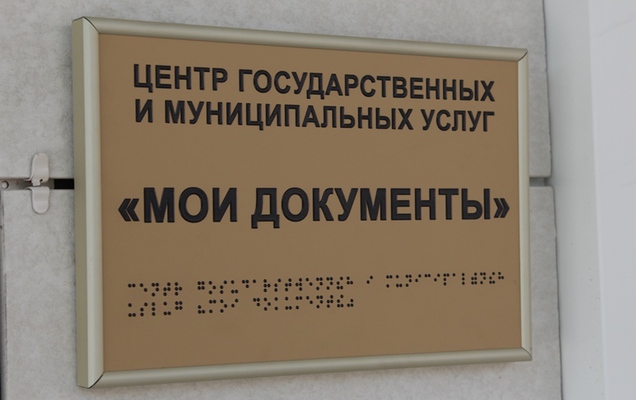 ЦЕНТР ГОСУДАРСТВЕННЫХ
И МУНИЦИПАЛЬНЫХ УСЛУГ
«МОИ ДОКУМЕНТЫ»